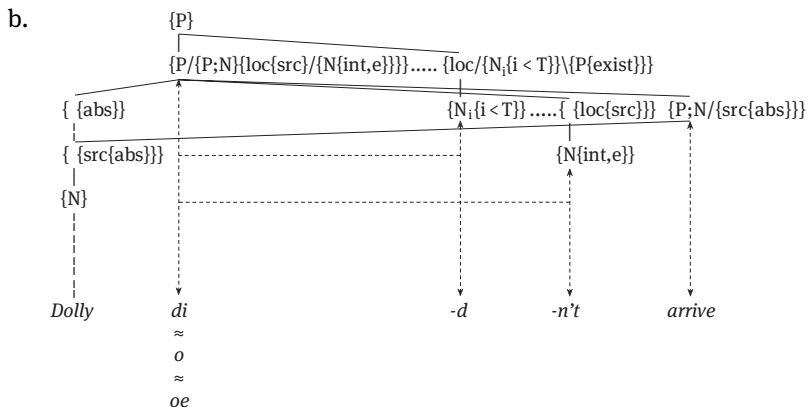 b.
{P}
{P/{P;N}{loc{src}/{N{int,e}}}}.....{loc/{Nᵢ{i < T}}\{P{exist}}}
{ {abs}} {Nᵢ{i < T}}.....{ {loc{src}}} {P;N/{src{abs}}}
{ {src{abs}}} {N{int,e}}
{N}
Dolly di -d -n't arrive
≈
o
≈
oe